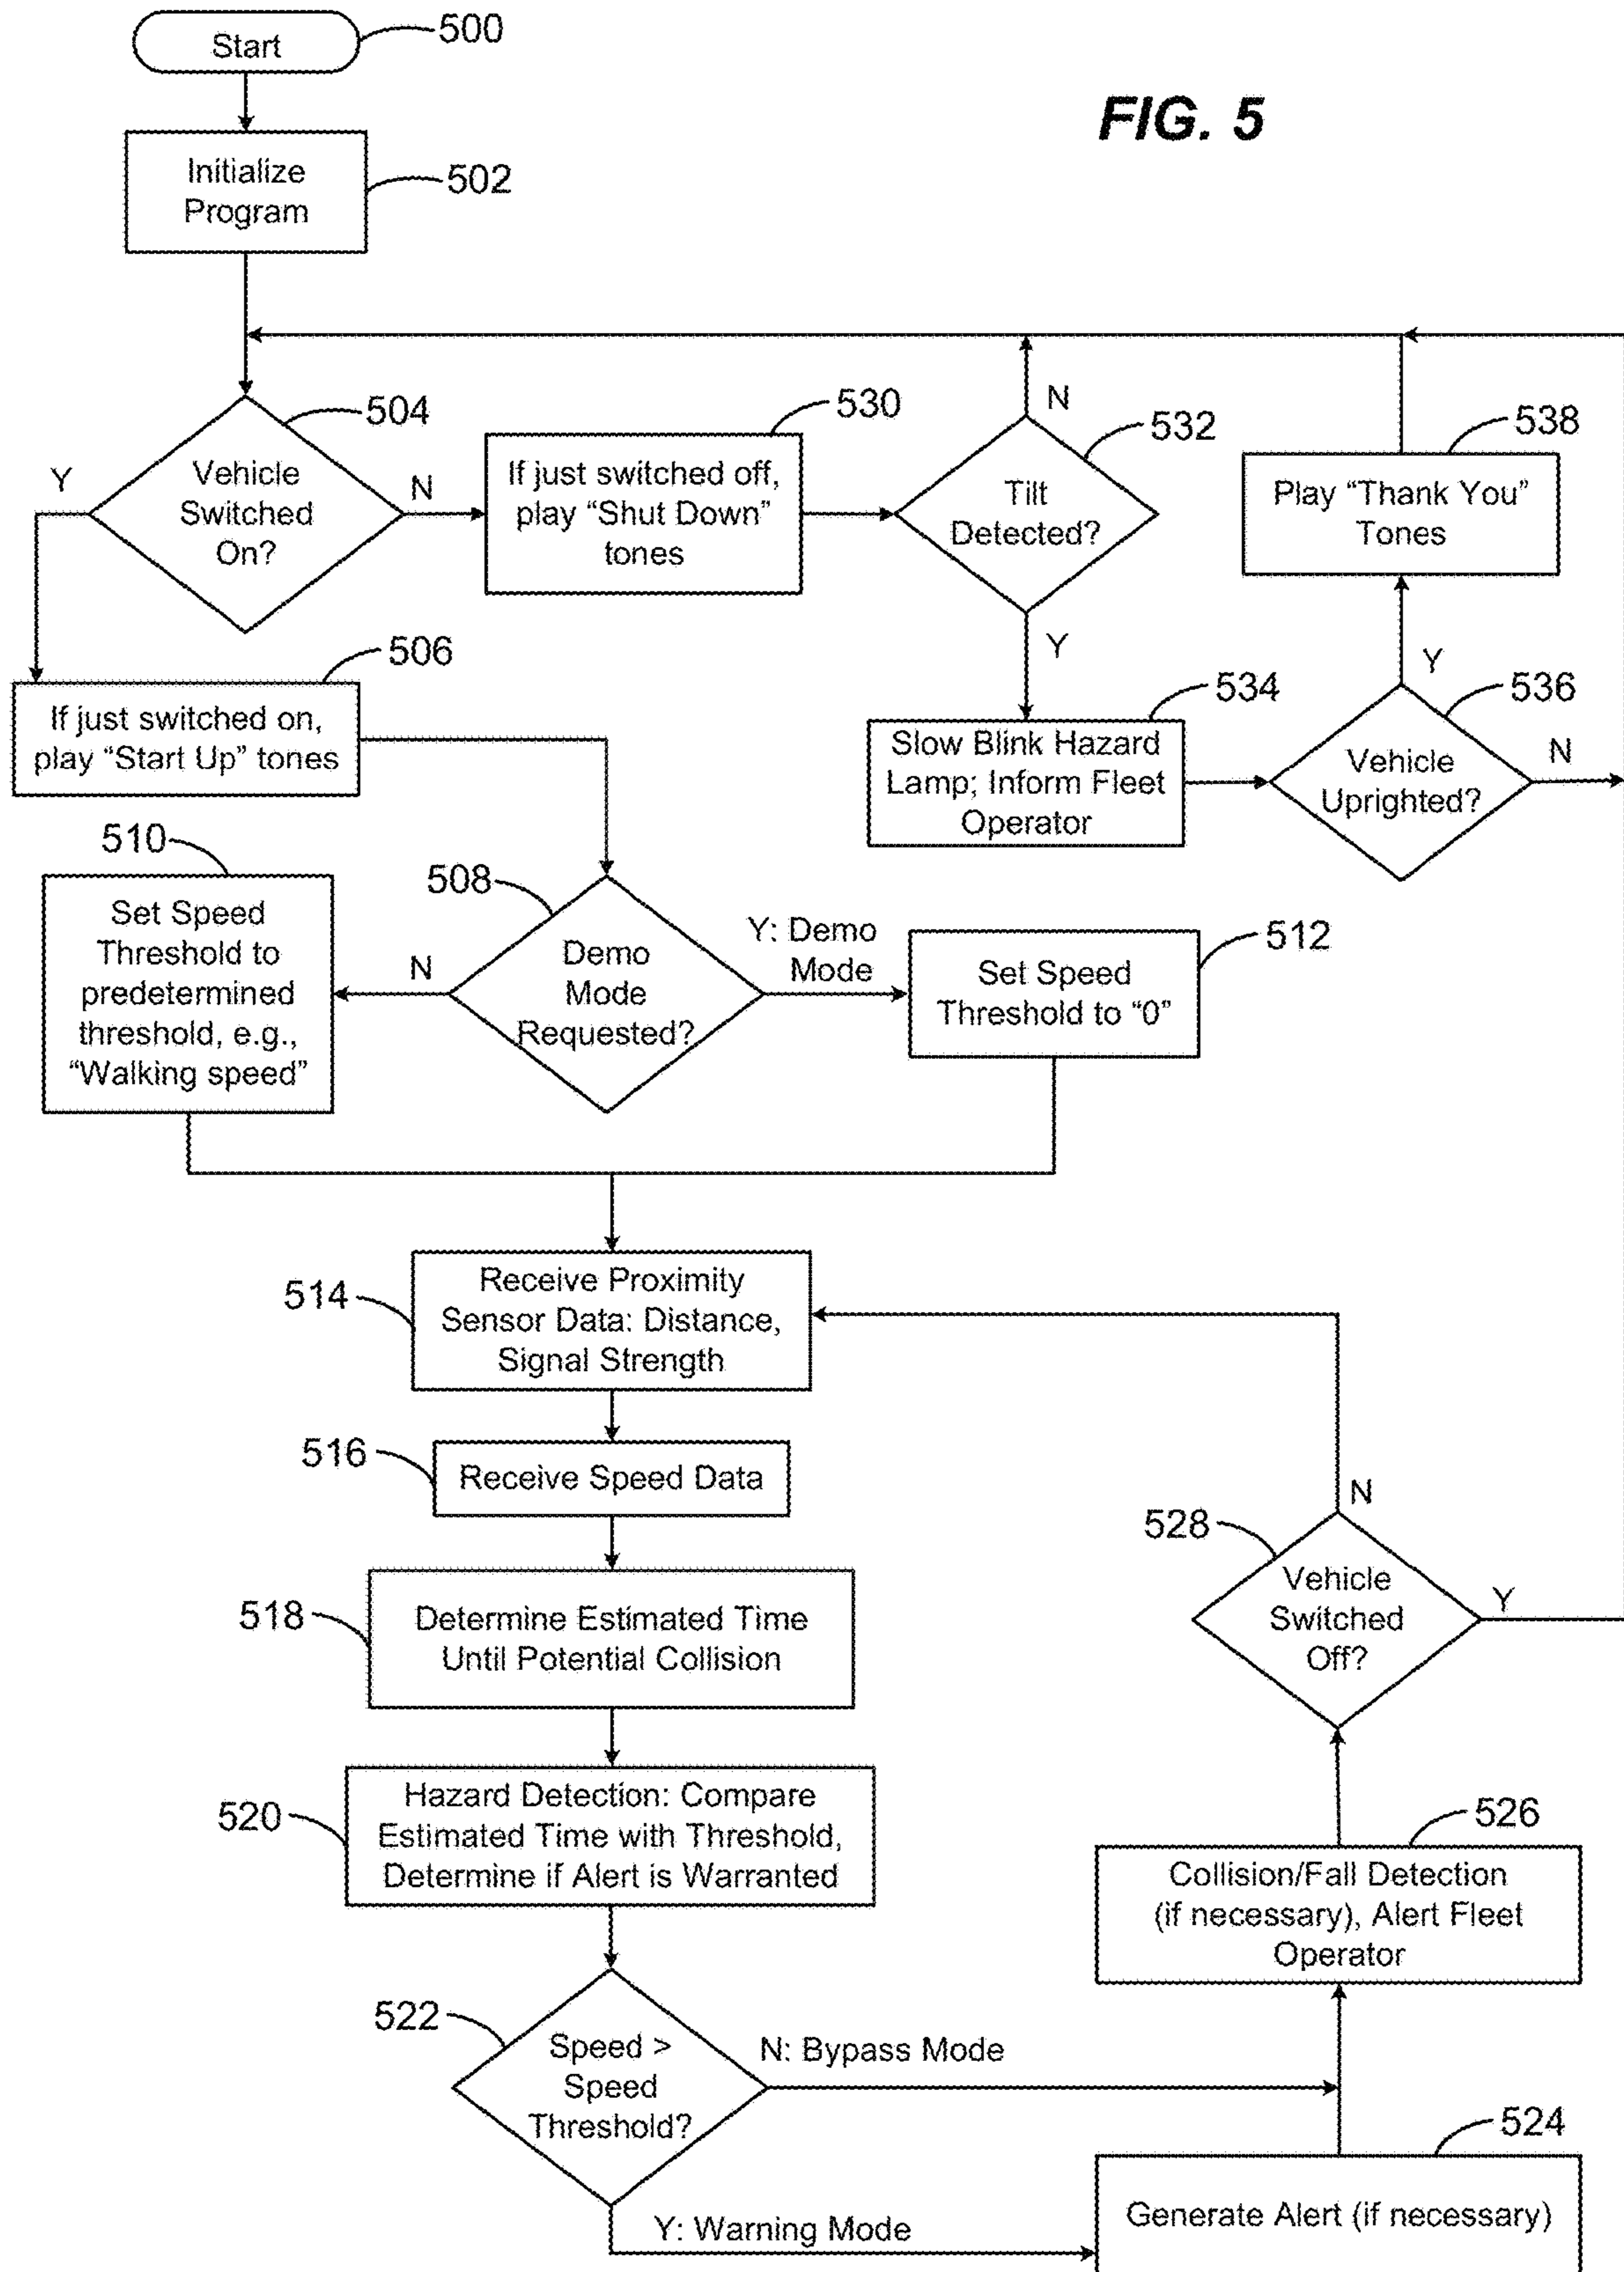 Start
500
FIG. 5
Initialize
Program
502
504
Vehicle
Switched
On?
Y
N
530
If just switched off,
play “Shut Down”
tones
N
532
Tilt
Detected?
Y
538
Play “Thank You”
Tones
506
If just switched on,
play “Start Up” tones
534
Slow Blink Hazard
Lamp; Inform Fleet
Operator
Y
536
Vehicle
Uprighted?
N
510
Set Speed
Threshold to
predetermined
threshold, e.g.,
“Walking speed”
508
Demo
Mode
Requested?
N
Y: Demo
Mode
512
Set Speed
Threshold to “0”
514
Receive Proximity
Sensor Data: Distance,
Signal Strength
516
Receive Speed Data
518
Determine Estimated Time
Until Potential Collision
N
528
Vehicle
Switched
Off?
Y
520
Hazard Detection: Compare
Estimated Time with Threshold,
Determine if Alert is Warranted
526
Collision/Fall Detection
(if necessary), Alert Fleet
Operator
522
Speed >
Speed
Threshold?
N: Bypass Mode
Y: Warning Mode
524
Generate Alert (if necessary)